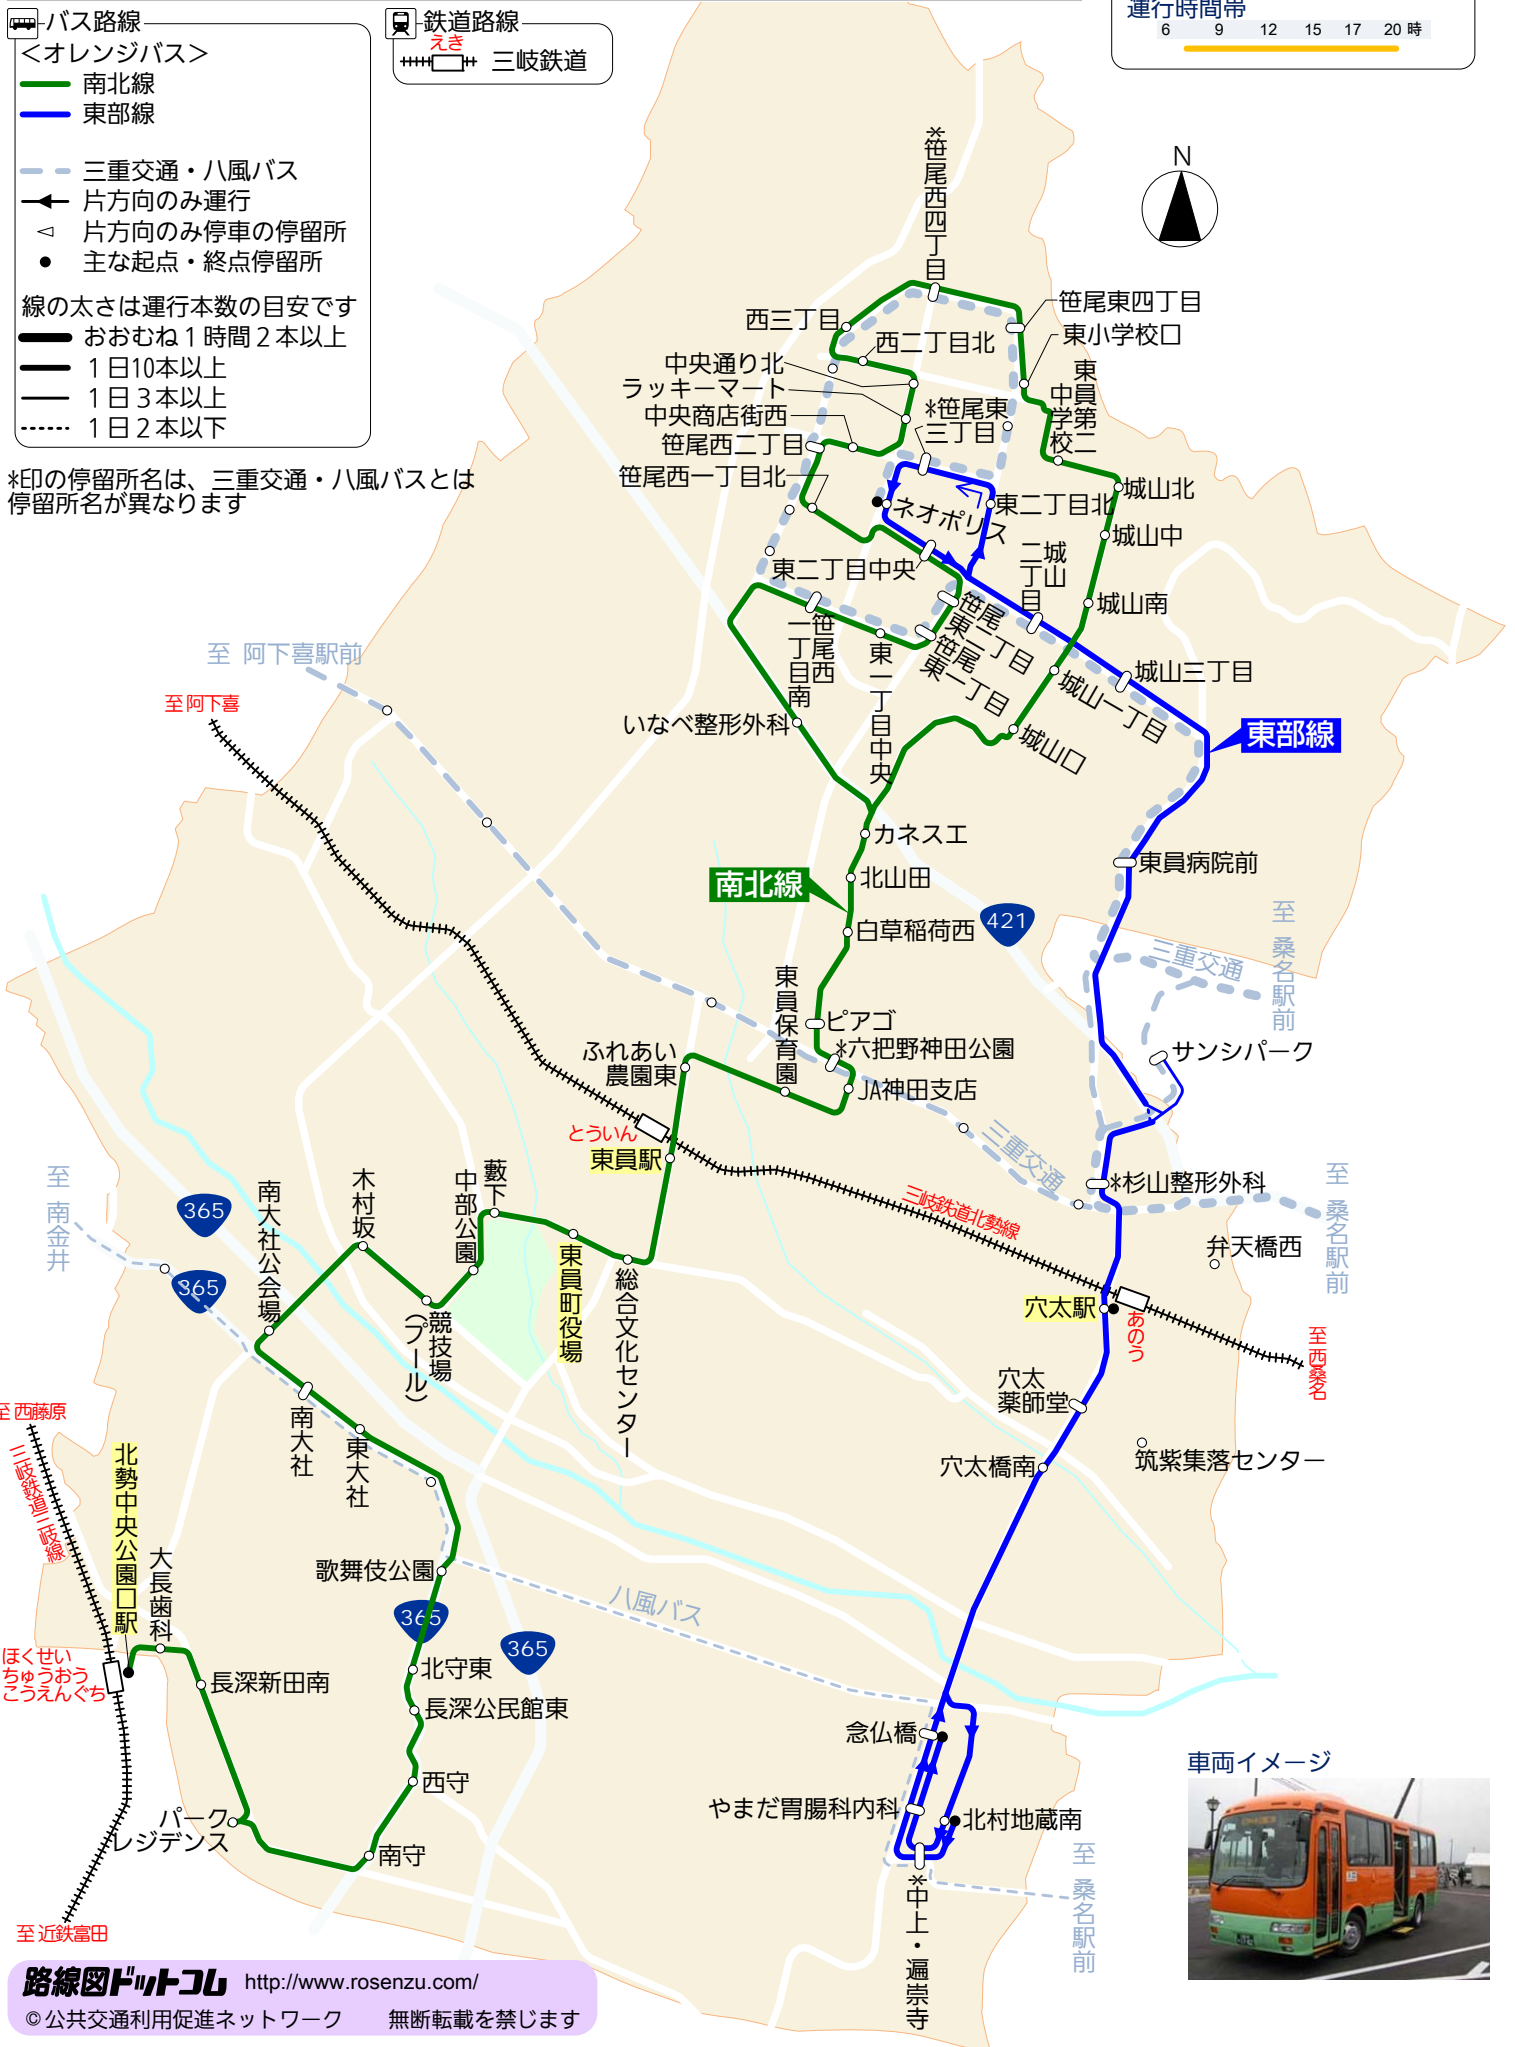 バス路線
＜オレンジバス＞
南北線
東部線
三重交通・八風バス
片方向のみ運行
片方向のみ停車の停留所
主な起点・終点停留所
線の太さは運行本数の目安です
おおむね１時間２本以上
１日10本以上
１日３本以上
１日２本以下
鉄道路線
えき
三岐鉄道
運行時間帯
6 9 12 15 17 20 時
*印の停留所名は、三重交通・八風バスとは
停留所名が異なります
N
*笹尾西四丁目
笹尾東四丁目
東小学校口
西三丁目
西二丁目北
中央通り北
ラッキーマート
中央商店街西
笹尾西二丁目
笹尾西一丁目北
*笹尾東
三丁目
東員第二
中学校
城山北
東二丁目北
ネオポリス
城山中
東二丁目中央
城山
二丁目
城山南
笹尾
東二丁目
笹尾
東一丁目
笹尾西
一丁目南
東一丁目中央
城山三丁目
城山一丁目
城山口
いなべ整形外科
東部線
至 阿下喜駅前
至 阿下喜
カネスエ
南北線
北山田
421
東員病院前
白草稲荷西
至 桑名駅前
三重交通
東員保育園
ピアゴ
*六把野神田公園
ふれあい
農園東
JA神田支店
サンシパーク
とういん
東員駅
三重交通
*杉山整形外科
至 桑名駅前
三岐鉄道北勢線
弁天橋西
至 南金井
365
365
南大社公会場
木村坂
中部公園
藪下
東員町役場
総合文化センター
競技場
（プール）
穴太駅
あのう
至 西桑名
穴太
薬師堂
南大社
東大社
至 西藤原
三岐鉄道三岐線
北勢中央公園口駅
大長歯科
穴太橋南
筑紫集落センター
歌舞伎公園
八風バス
365
365
ほくせい
ちゅうおう
こうえんぐち
長深新田南
北守東
長深公民館東
念仏橋
西守
やまだ胃腸科内科
北村地蔵南
パーク
レジデンス
南守
*中上・遍崇寺
至 桑名駅前
至 近鉄富田
車両イメージ
路線図ドットコム http://www.rosenzu.com/
©公共交通利用促進ネットワーク 無断転載を禁じます